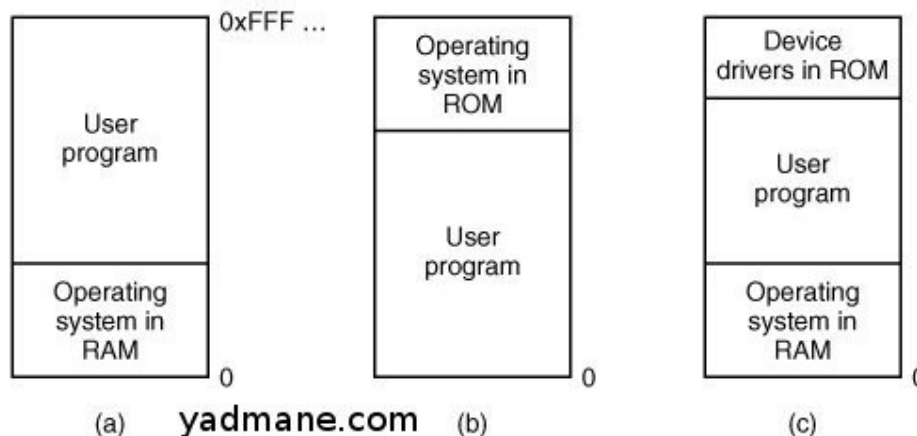 0xFFF ...
User
program
Operating
system in
RAM
0
(a)
Operating
system in
ROM
User
program
0
(b)
Device
drivers in ROM
User
program
Operating
system in
RAM
0
(c)
yadmane.com